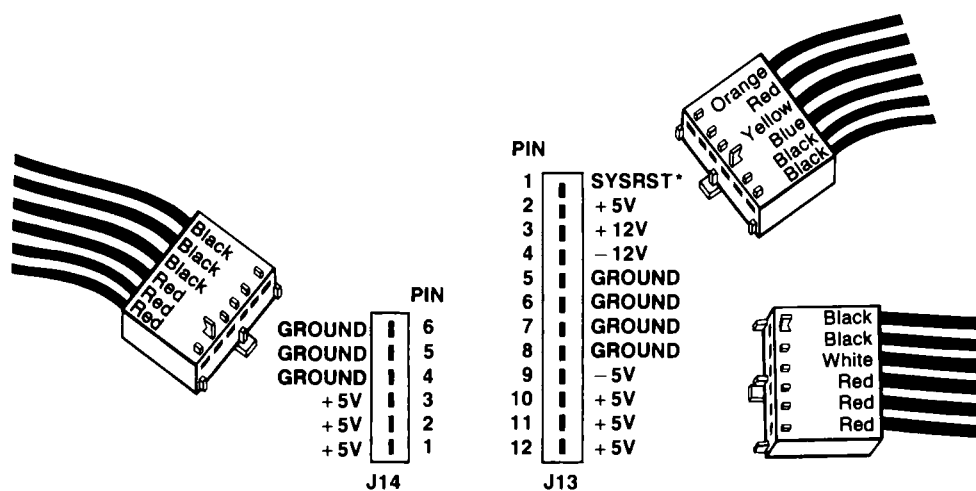 Orange
Red
Yellow
Blue
Black
Black
Black
Black
Black
Red
Red
Red
PIN
GROUND 6
GROUND 5
GROUND 4
+5V 3
+5V 2
+5V 1
J14
PIN
1 SYSRST*
2 +5V
3 +12V
4 −12V
5 GROUND
6 GROUND
7 GROUND
8 GROUND
9 −5V
10 +5V
11 +5V
12 +5V
J13
Black
Black
White
Red
Red
Red